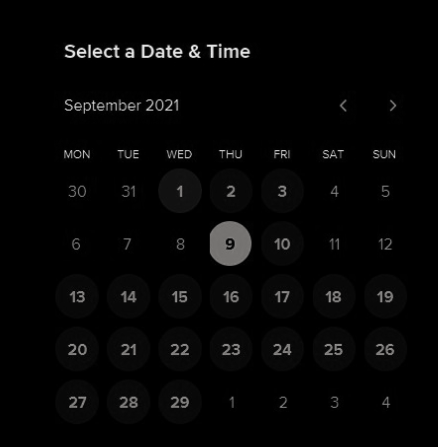 Select a Date & Time
September 2021
MON TUE WED THU FRI SAT SUN
30 31 1 2 3 4 5
6 7 8 9 10 11 12
13 14 15 16 17 18 19
20 21 22 23 24 25 26
27 28 29 1 2 3 4